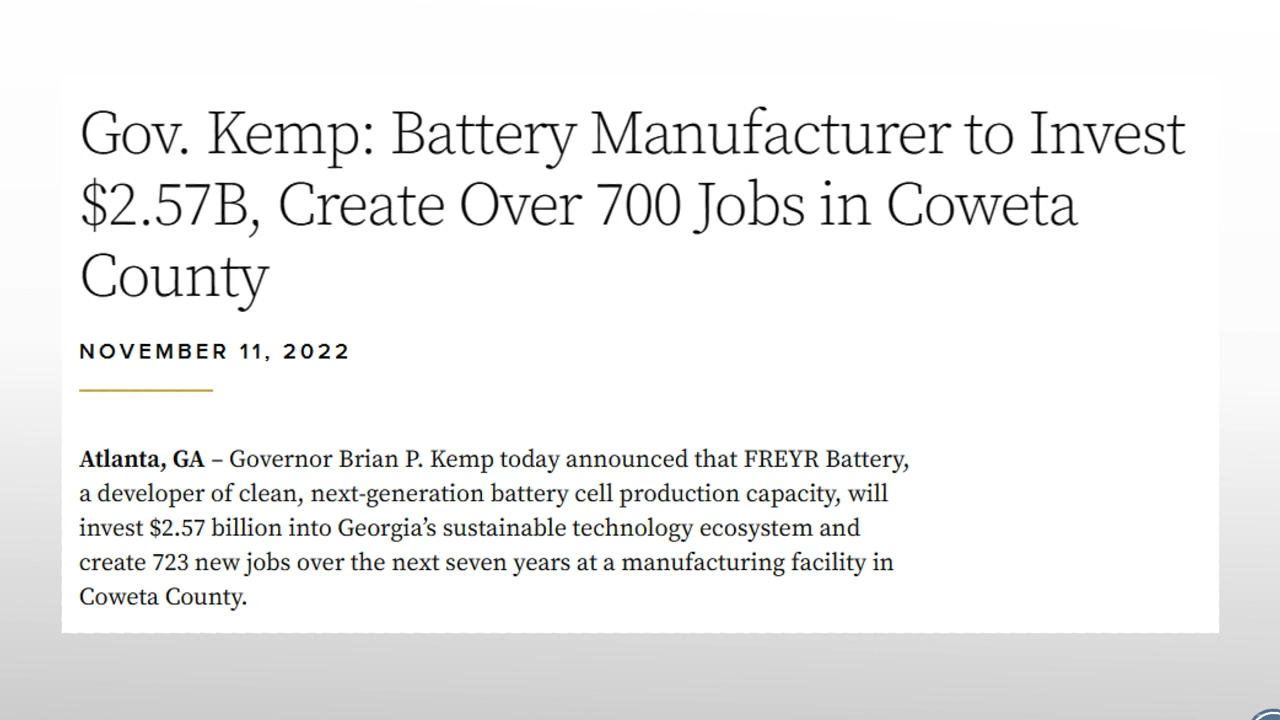 Gov. Kemp: Battery Manufacturer to Invest
$2.57B, Create Over 700 Jobs in Coweta
County
NOVEMBER 11, 2022
Atlanta, GA – Governor Brian P. Kemp today announced that FREYR Battery,
a developer of clean, next-generation battery cell production capacity, will
invest $2.57 billion into Georgia’s sustainable technology ecosystem and
create 723 new jobs over the next seven years at a manufacturing facility in
Coweta County.